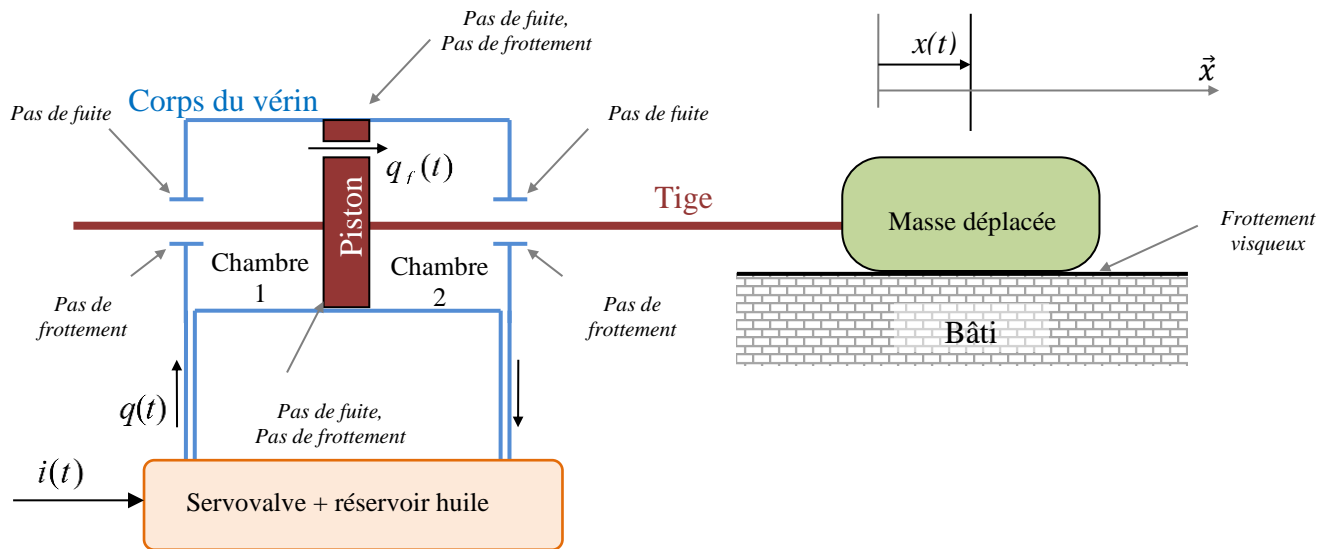 Pas de fuite,
Pas de frottement
x(t)
x⃗
Corps du vérin
Pas de fuite
Pas de fuite
q_f(t)
Piston
Tige
Masse déplacée
Frottement
visqueux
Chambre
1
Chambre
2
Pas de
frottement
Pas de
frottement
Bâti
q(t)
Pas de fuite,
Pas de frottement
i(t)
Servovalve + réservoir huile